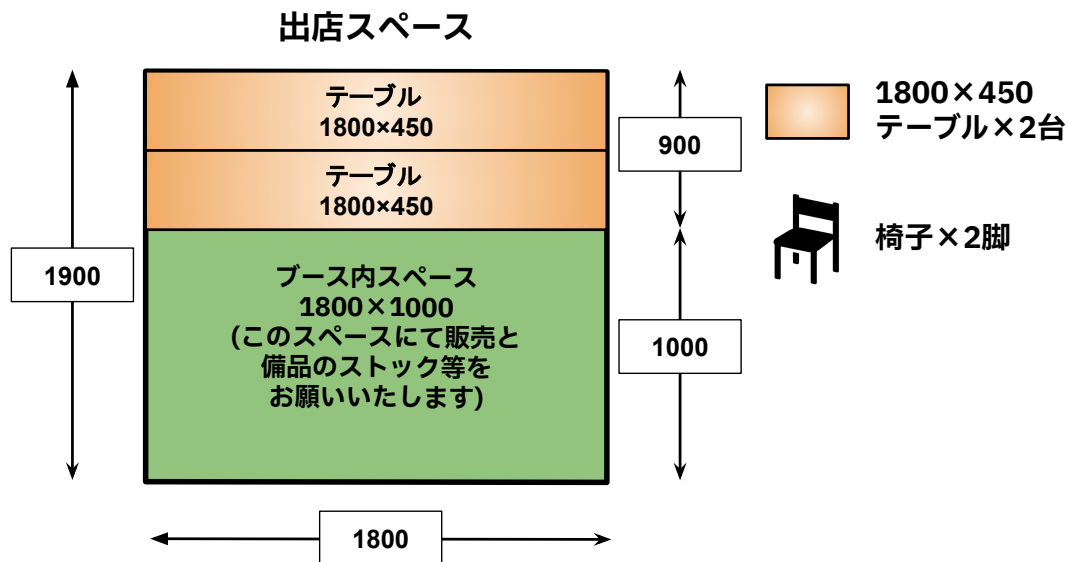 出店スペース
テーブル
1800×450
テーブル
1800×450
900
1800×450
テーブル×2台
椅子×2脚
1900
ブース内スペース
1800×1000
(このスペースにて販売と
備品のストック等を
お願いいたします)
1000
1800